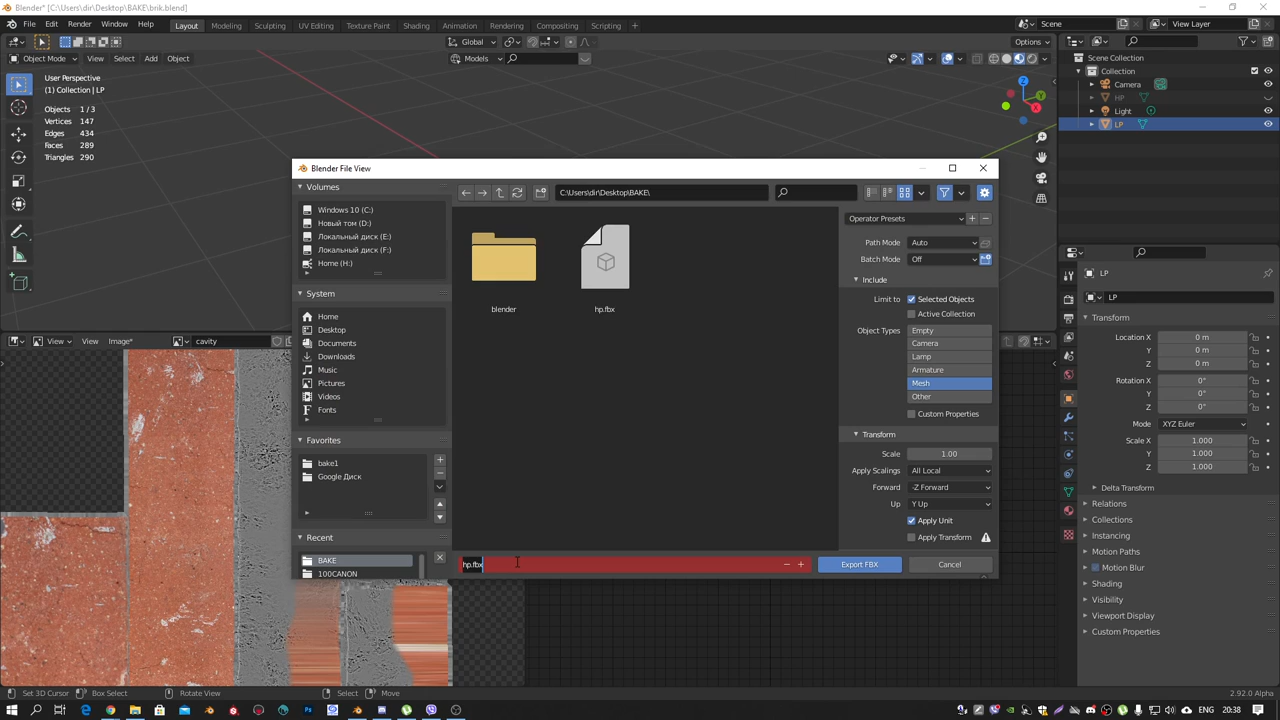 Blender* [C:\Users\dir\Desktop\BAKE\brik.blend]
File Edit Render Window Help Layout Modeling Sculpting UV Editing Texture Paint Shading Animation Rendering Compositing Scripting + Scene View Layer
Global Options
Object Mode View Select Add Object Models
User Perspective
(1) Collection | LP
Objects 1 / 3
Vertices 147
Edges 434
Faces 289
Triangles 290
Z
Y
X
Scene Collection
Collection
Camera
HP
Light
LP
Blender File View
Volumes
Windows 10 (C:)
Новый том (D:)
Локальный диск (E:)
Локальный диск (F:)
Home (H:)
System
Home
Desktop
Documents
Downloads
Music
Pictures
Videos
Fonts
Favorites
bake1
Google Диск
Recent
BAKE
100CANON
C:\Users\dir\Desktop\BAKE\
blender
hp.fbx
hp.fbx
Export FBX
Cancel
Operator Presets
Path Mode Auto
Batch Mode Off
Include
Limit to Selected Objects
Active Collection
Object Types Empty
Camera
Lamp
Armature
Mesh
Other
Custom Properties
Transform
Scale 1.00
Apply Scalings All Local
Forward -Z Forward
Up Y Up
Apply Unit
Apply Transform
View View Image* cavity
LP
LP
Transform
Location X 0 m
Y 0 m
Z 0 m
Rotation X 0°
Y 0°
Z 0°
Mode XYZ Euler
Scale X 1.000
Y 1.000
Z 1.000
Delta Transform
Relations
Collections
Instancing
Motion Paths
Motion Blur
Shading
Visibility
Viewport Display
Custom Properties
Set 3D Cursor Box Select Rotate View Select Move 2.92.0 Alpha
ENG 20:38